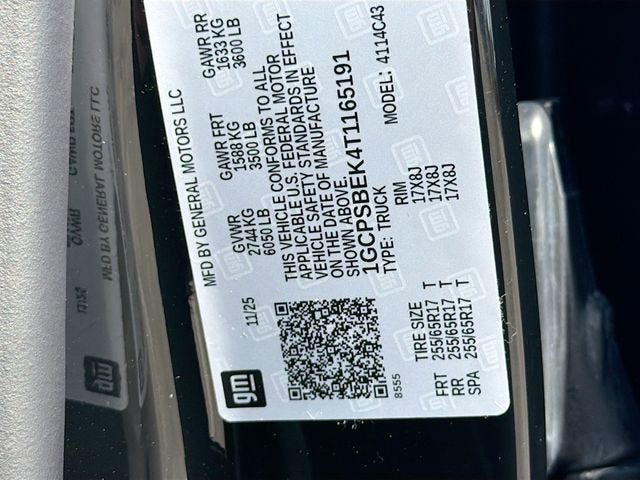 gm
MFD BY GENERAL MOTORS LLC
11/25
GVWR GAWR FRT GAWR RR
2744 KG 1588 KG 1633 KG
6050 LB 3500 LB 3600 LB
THIS VEHICLE CONFORMS TO ALL
APPLICABLE U.S. FEDERAL MOTOR
VEHICLE SAFETY STANDARDS IN EFFECT
ON THE DATE OF MANUFACTURE
SHOWN ABOVE.
1GCPSBEK4T1165191
TYPE: TRUCK MODEL: 4114C43
8555
TIRE SIZE RIM
FRT 255/65R17 T 17X8J
RR 255/65R17 T 17X8J
SPA 255/65R17 T 17X8J